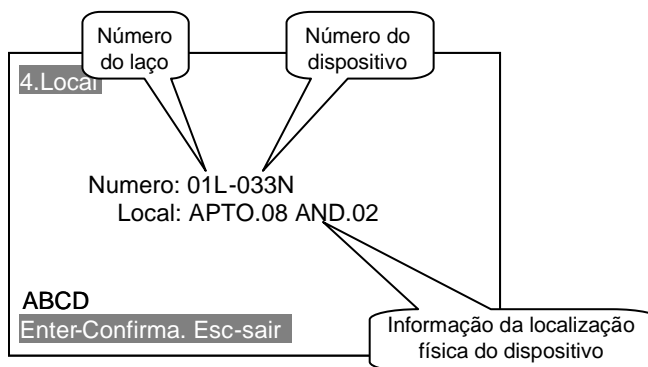 Número
do laço
Número do
dispositivo
4.Local
Numero: 01L-033N
Local: APTO.08 AND.02
ABCD
Enter-Confirma. Esc-sair
Informação da localização
física do dispositivo